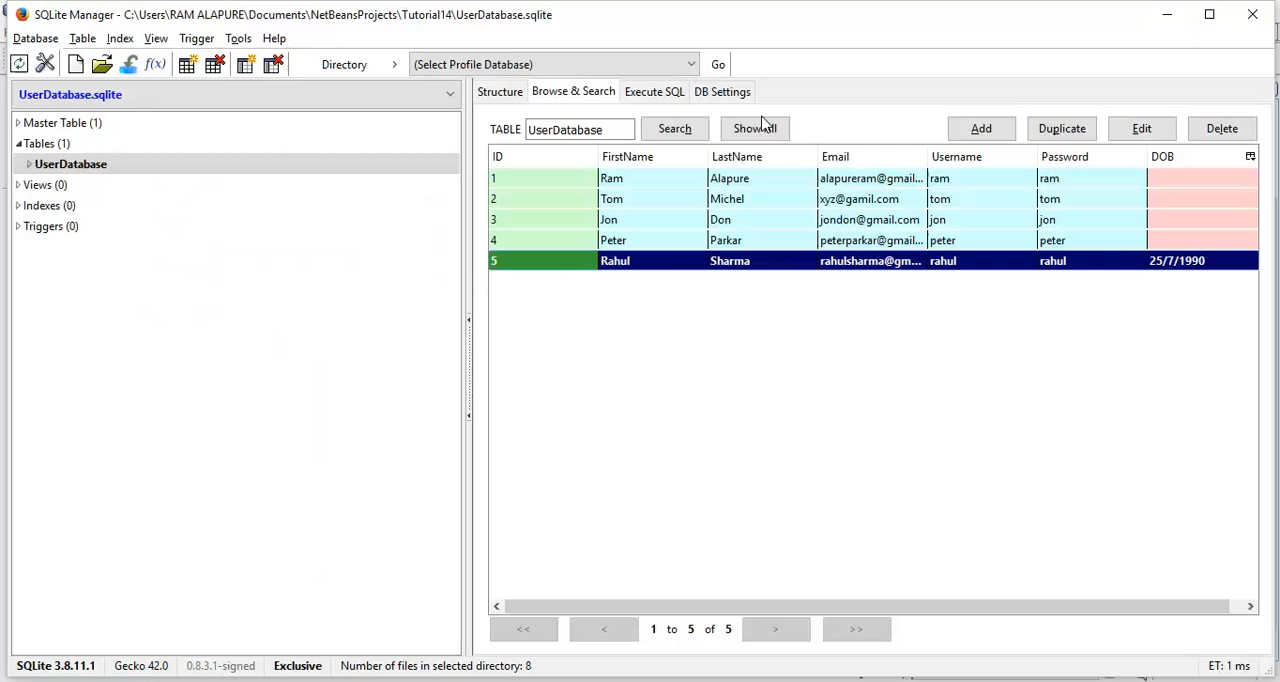 SQLite Manager - C:\Users\RAM ALAPURE\Documents\NetBeansProjects\Tutorial14\UserDatabase.sqlite
Database Table Index View Trigger Tools Help
f(x) Directory > (Select Profile Database) Go
UserDatabase.sqlite
Master Table (1)
Tables (1)
UserDatabase
Views (0)
Indexes (0)
Triggers (0)
Structure Browse & Search Execute SQL DB Settings
TABLE UserDatabase Search Add Duplicate Edit Delete
ID FirstName LastName Email Username Password DOB
1 Ram Alapure alapureram@gmail... ram ram
2 Tom Michel xyz@gamil.com tom tom
3 Jon Don jondon@gmail.com jon jon
4 Peter Parkar peterparkar@gmail... peter peter
5 Rahul Sharma rahulsharma@gm... rahul rahul 25/7/1990
<< < 1 to 5 of 5 > >>
SQLite 3.8.11.1 Gecko 42.0 0.8.3.1-signed Exclusive Number of files in selected directory: 8 ET: 1 ms